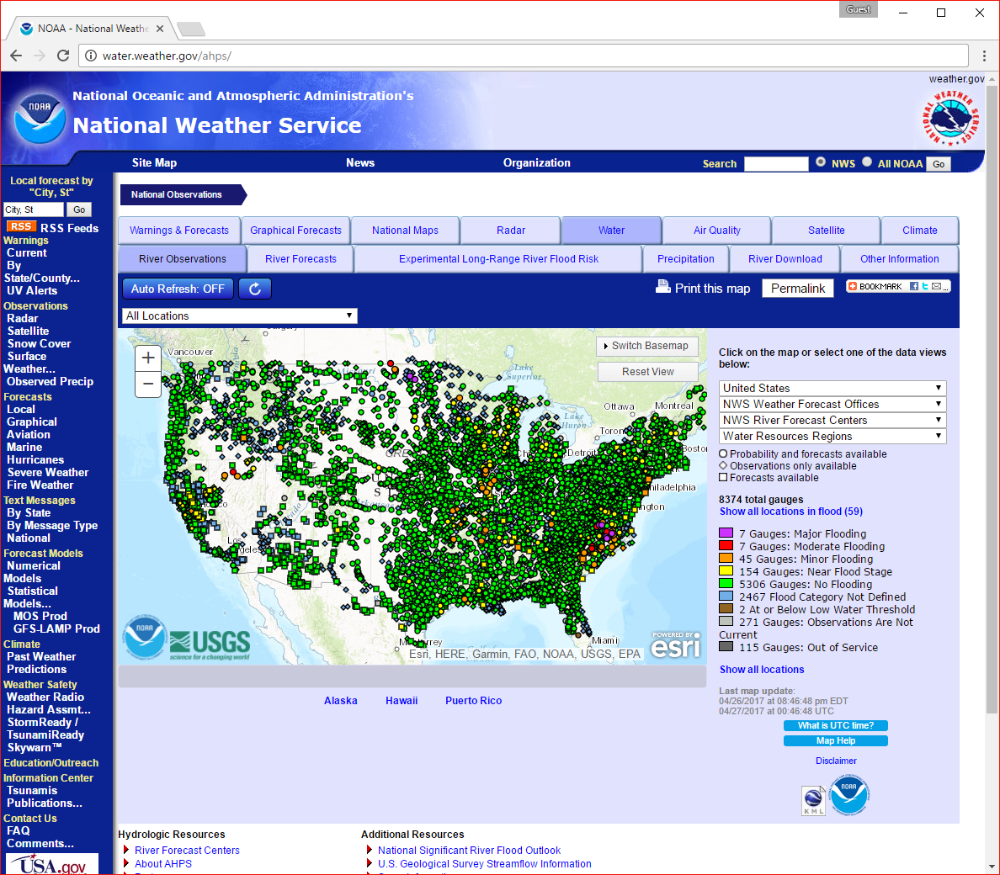 Guest
NOAA - National Weathe
water.weather.gov/ahps/
weather.gov
NOAA
National Oceanic and Atmospheric Administration's
National Weather Service
NATIONAL WEATHER SERVICE
Site Map News Organization Search NWS All NOAA Go
Local forecast by
"City, St"
City, St Go
RSS RSS Feeds
Warnings
Current
By
State/County...
UV Alerts
Observations
Radar
Satellite
Snow Cover
Surface
Weather...
Observed Precip
Forecasts
Local
Graphical
Aviation
Marine
Hurricanes
Severe Weather
Fire Weather
Text Messages
By State
By Message Type
National
Forecast Models
Numerical
Models
Statistical
Models...
MOS Prod
GFS-LAMP Prod
Climate
Past Weather
Predictions
Weather Safety
Weather Radio
Hazard Assmt...
StormReady /
TsunamiReady
Skywarn™
Education/Outreach
Information Center
Tsunamis
Publications...
Contact Us
FAQ
Comments...
USA.gov
National Observations
Warnings & Forecasts Graphical Forecasts National Maps Radar Water Air Quality Satellite Climate
River Observations River Forecasts Experimental Long-Range River Flood Risk Precipitation River Download Other Information
Auto Refresh: OFF Print this map Permalink BOOKMARK ...
All Locations
+
−
Switch Basemap
Reset View
Vancouver
Lake
Superior
Ottawa
Montreal
Lake
Huron
Toron
Detroit
Bosto
hiladelphia
ington
Los
ngele
Miami
NOAA
USGS
science for a changing world
Esri, HERE, Garmin, FAO, NOAA, USGS, EPA
POWERED BY
esri
Alaska Hawaii Puerto Rico
Click on the map or select one of the data views
below:
United States
NWS Weather Forecast Offices
NWS River Forecast Centers
Water Resources Regions
Probability and forecasts available
Observations only available
Forecasts available
8374 total gauges
Show all locations in flood (59)
7 Gauges: Major Flooding
7 Gauges: Moderate Flooding
45 Gauges: Minor Flooding
154 Gauges: Near Flood Stage
5306 Gauges: No Flooding
2467 Flood Category Not Defined
2 At or Below Low Water Threshold
271 Gauges: Observations Are Not
Current
115 Gauges: Out of Service
Show all locations
Last map update:
04/26/2017 at 08:46:48 pm EDT
04/27/2017 at 00:46:48 UTC
What is UTC time?
Map Help
Disclaimer
KML
NOAA
Hydrologic Resources
River Forecast Centers
About AHPS
Additional Resources
National Significant River Flood Outlook
U.S. Geological Survey Streamflow Information